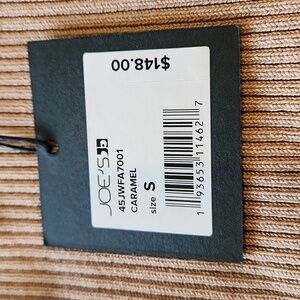 $148.00
JOE'S
45JWFA7001
CARAMEL
size S
1 93653 11462 7